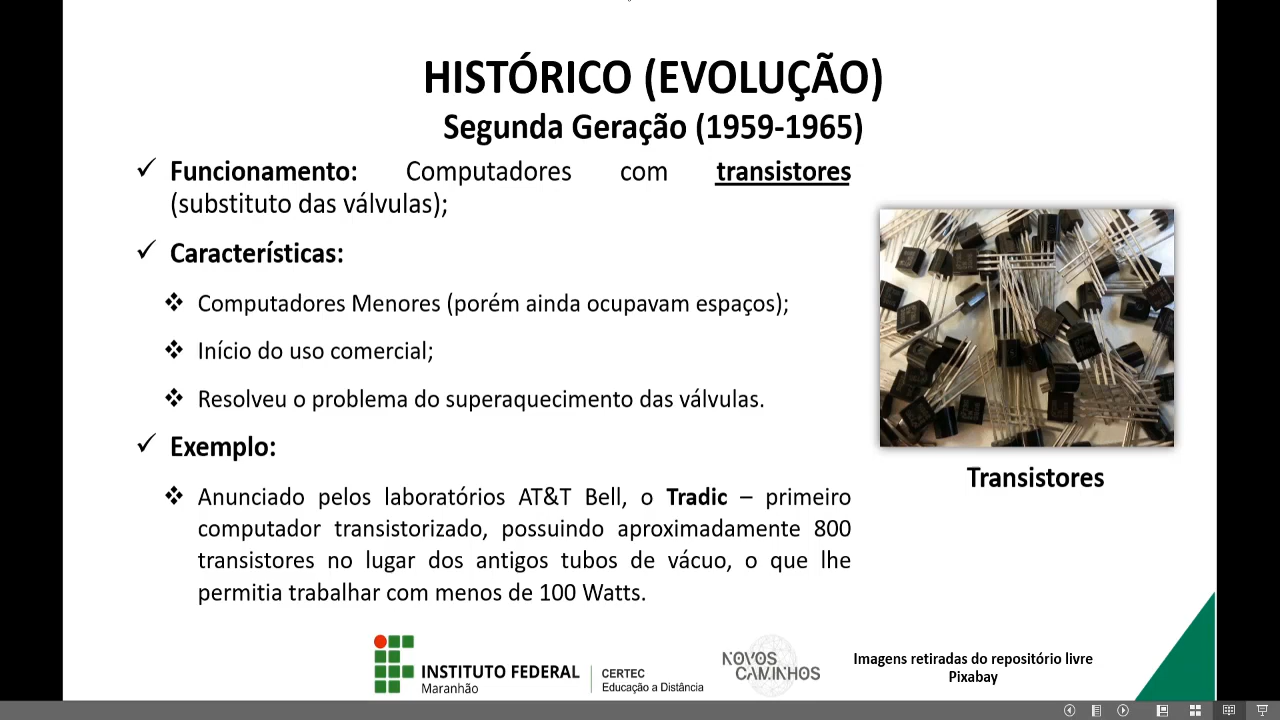 HISTÓRICO (EVOLUÇÃO)
Segunda Geração (1959-1965)
Funcionamento: Computadores com transistores
(substituto das válvulas);
Características:
Computadores Menores (porém ainda ocupavam espaços);
Início do uso comercial;
Resolveu o problema do superaquecimento das válvulas.
Exemplo:
Anunciado pelos laboratórios AT&T Bell, o Tradic – primeiro
computador transistorizado, possuindo aproximadamente 800
transistores no lugar dos antigos tubos de vácuo, o que lhe
permitia trabalhar com menos de 100 Watts.
Transistores
INSTITUTO FEDERAL
Maranhão
CERTEC
Educação a Distância
NOVOS
CAMINHOS
Imagens retiradas do repositório livre
Pixabay